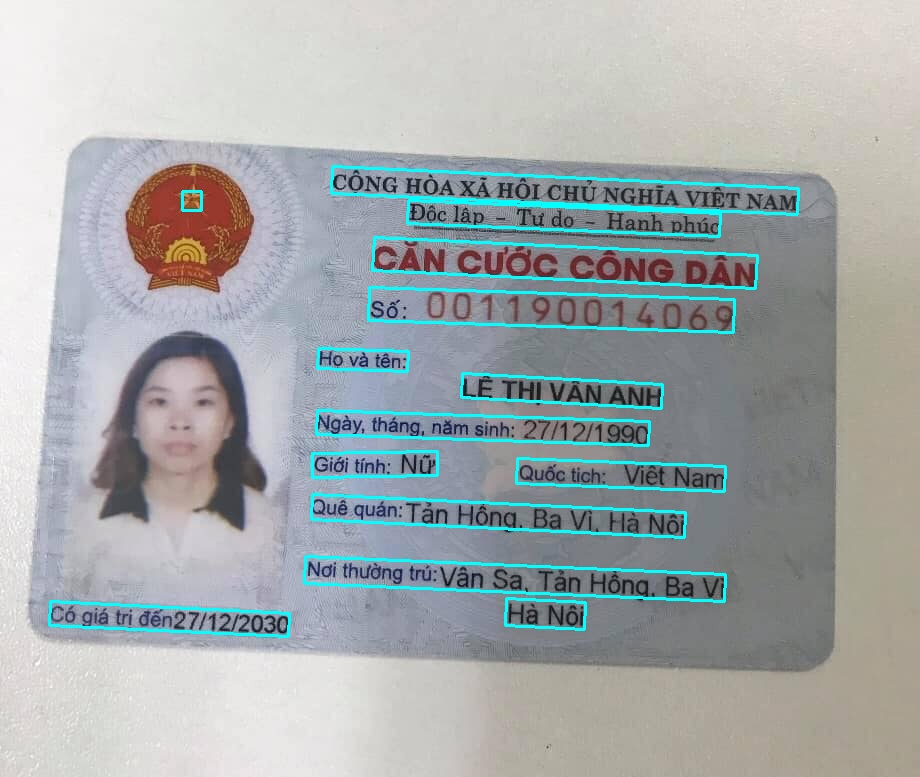 CỘNG HÒA XÃ HỘI CHỦ NGHĨA VIỆT NAM
Độc lập - Tự do - Hạnh phúc
CĂN CƯỚC CÔNG DÂN
VIỆT NAM
Số: 001190014069
Họ và tên:
LÊ THỊ VÂN ANH
Ngày, tháng, năm sinh: 27/12/1990
Giới tính: Nữ Quốc tịch: Việt Nam
Quê quán: Tản Hồng, Ba Vì, Hà Nội
Nơi thường trú: Vân Sa, Tản Hồng, Ba Vì
Hà Nội
Có giá trị đến 27/12/2030